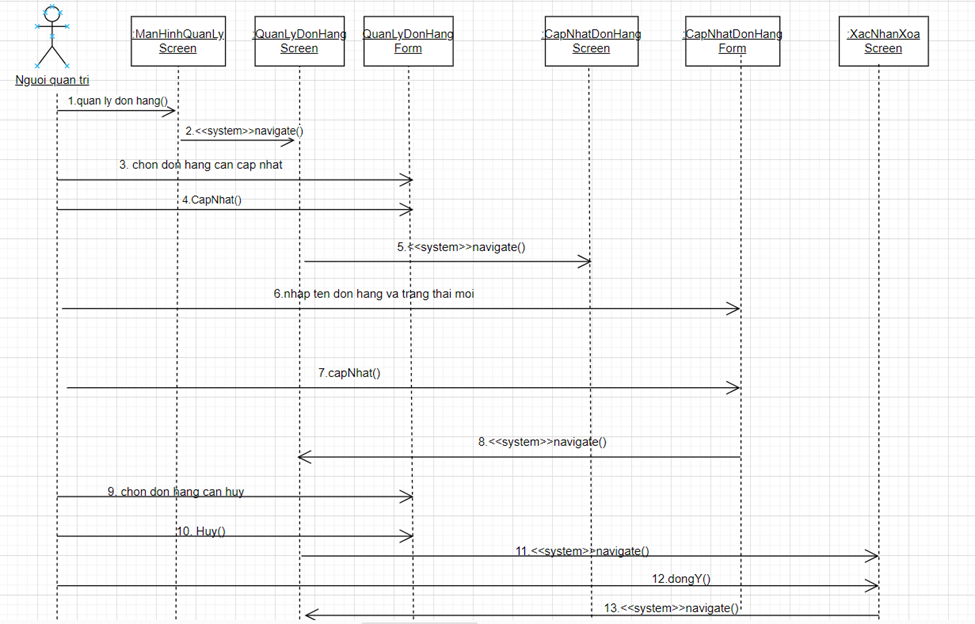 :ManHinhQuanLy
Screen
:QuanLyDonHang
Screen
QuanLyDonHang
Form
:CapNhatDonHang
Screen
:CapNhatDonHang
Form
:XacNhanXoa
Screen
Nguoi quan tri
1.quan ly don hang()
2.<<system>>navigate()
3. chon don hang can cap nhat
4.CapNhat()
5.<<system>>navigate()
6.nhap ten don hang va trang thai moi
7.capNhat()
8.<<system>>navigate()
9. chon don hang can huy
10. Huy()
11.<<system>>navigate()
12.dongY()
13.<<system>>navigate()